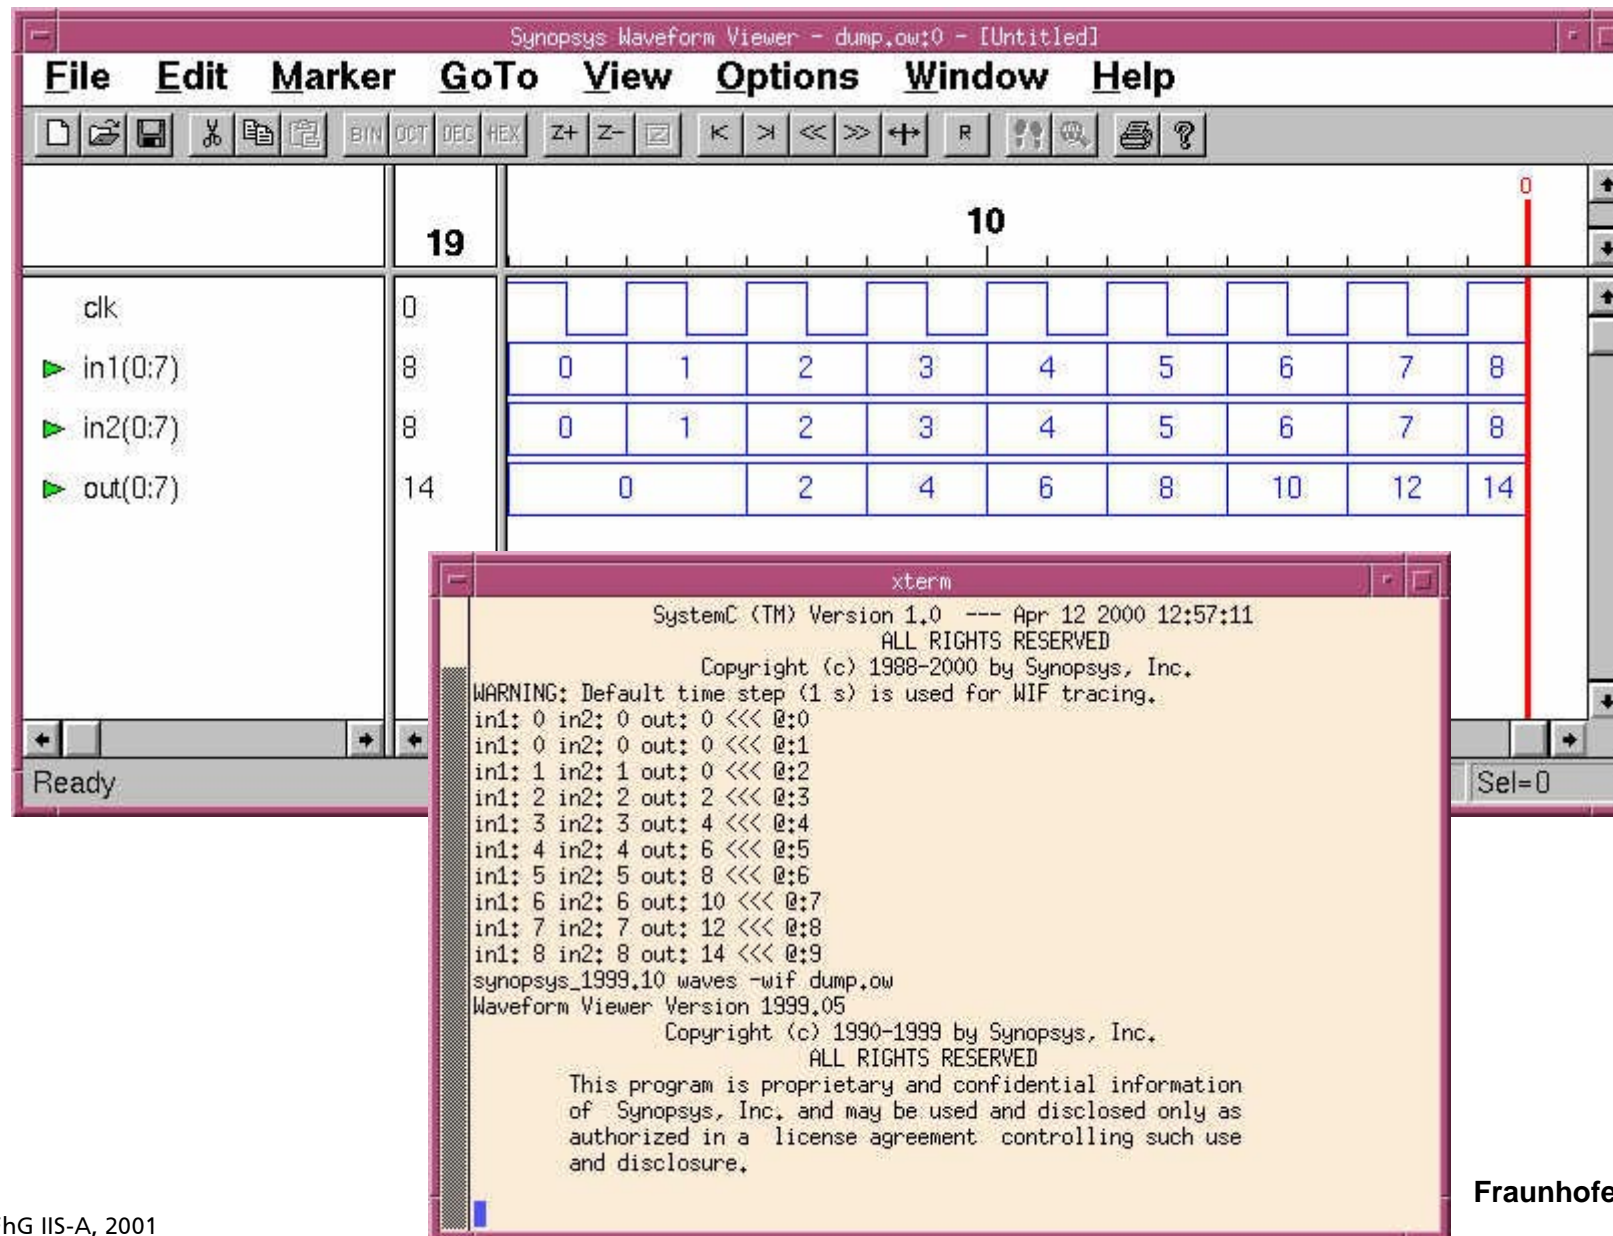 Synopsys Waveform Viewer - dump.ow:0 - [Untitled]
File Edit Marker GoTo View Options Window Help
BIN OCT DEC HEX Z+ Z- Z K >I << >> R ?
0
19 10
clk 0
in1(0:7) 8 0 1 2 3 4 5 6 7 8
in2(0:7) 8 0 1 2 3 4 5 6 7 8
out(0:7) 14 0 2 4 6 8 10 12 14
xterm
SystemC (TM) Version 1.0 --- Apr 12 2000 12:57:11
ALL RIGHTS RESERVED
Copyright (c) 1988-2000 by Synopsys, Inc.
WARNING: Default time step (1 s) is used for WIF tracing.
in1: 0 in2: 0 out: 0 <<< @:0
in1: 0 in2: 0 out: 0 <<< @:1
in1: 1 in2: 1 out: 0 <<< @:2
in1: 2 in2: 2 out: 2 <<< @:3
in1: 3 in2: 3 out: 4 <<< @:4
in1: 4 in2: 4 out: 6 <<< @:5
in1: 5 in2: 5 out: 8 <<< @:6
in1: 6 in2: 6 out: 10 <<< @:7
in1: 7 in2: 7 out: 12 <<< @:8
in1: 8 in2: 8 out: 14 <<< @:9
synopsys_1999.10 waves -wif dump.ow
Waveform Viewer Version 1999.05
Copyright (c) 1990-1999 by Synopsys, Inc.
ALL RIGHTS RESERVED
This program is proprietary and confidential information
of Synopsys, Inc. and may be used and disclosed only as
authorized in a license agreement controlling such use
and disclosure.
Ready Sel=0
Fraunhofe
hG IIS-A, 2001